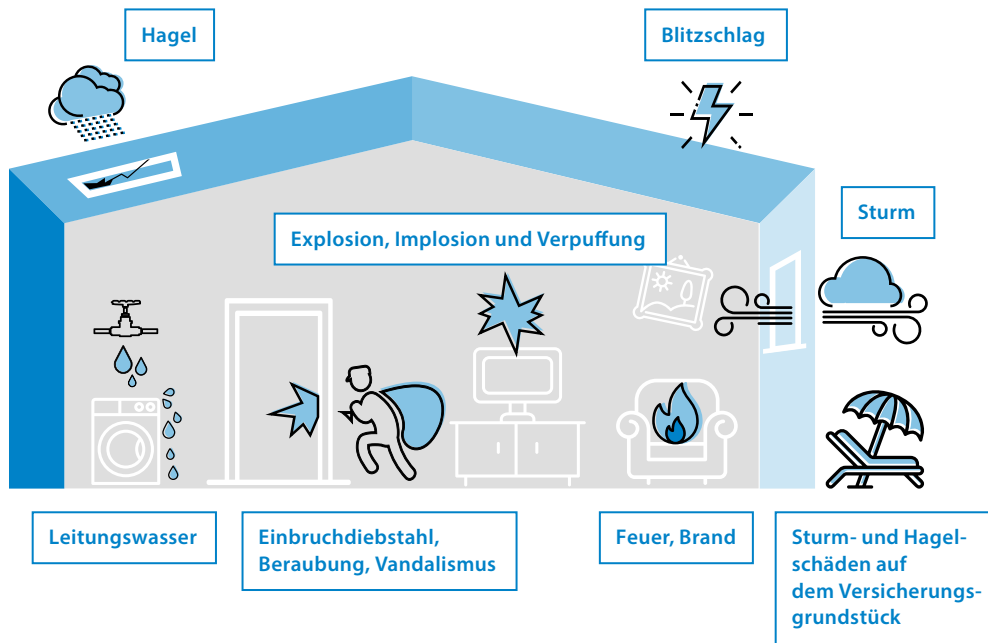 Hagel
Blitzschlag
Sturm
Explosion, Implosion und Verpuffung
Leitungswasser
Einbruchdiebstahl,
Beraubung, Vandalismus
Feuer, Brand
Sturm- und Hagel-
schäden auf
dem Versicherungs-
grundstück